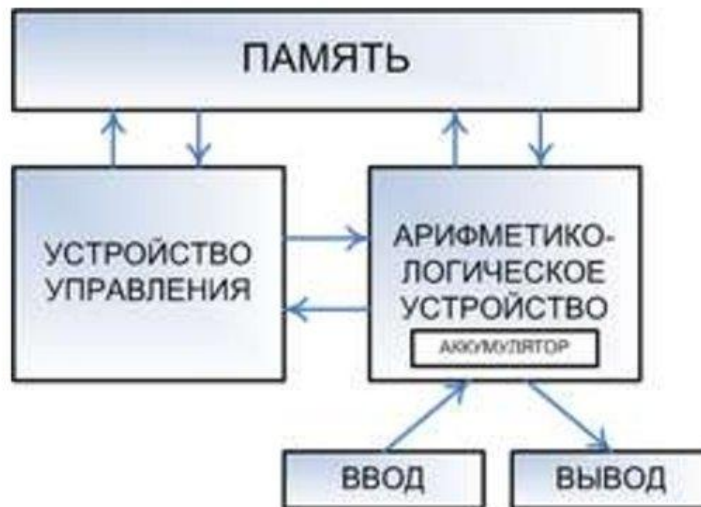 ПАМЯТЬ
УСТРОЙСТВО
УПРАВЛЕНИЯ
АРИФМЕТИКО-
ЛОГИЧЕСКОЕ
УСТРОЙСТВО
АККУМУЛЯТОР
ВВОД
ВЫВОД